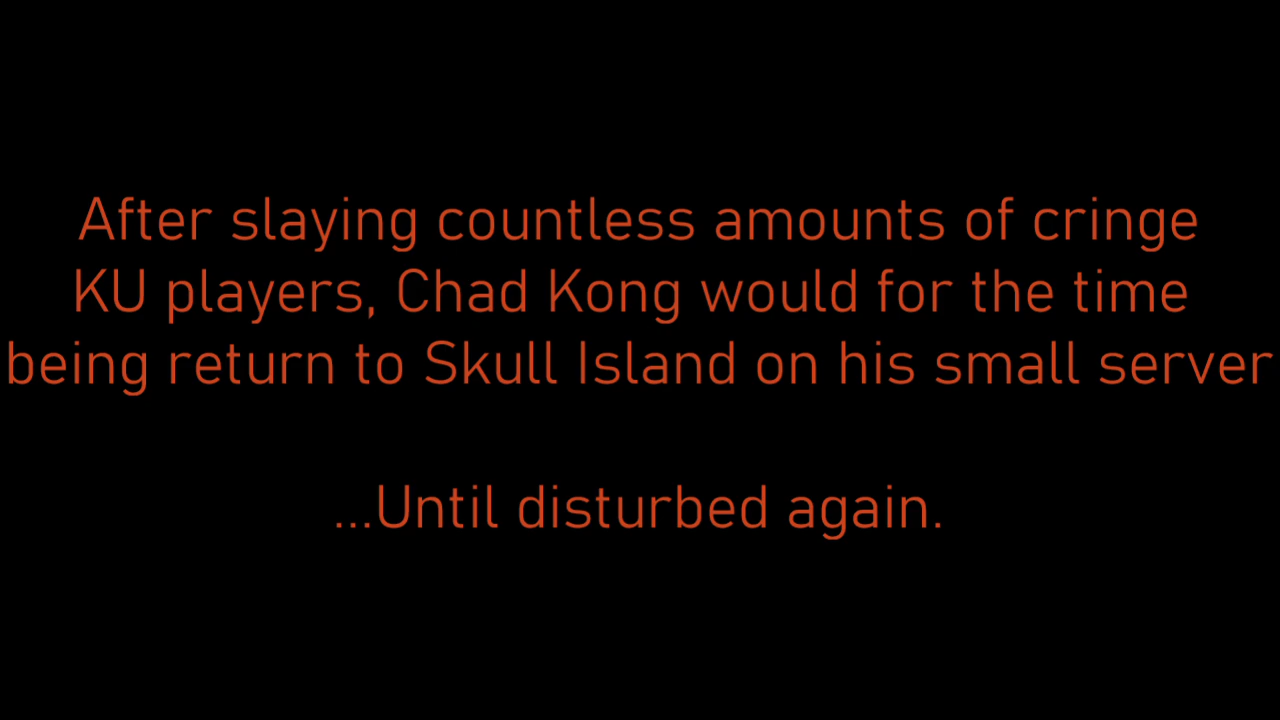 After slaying countless amounts of cringe
KU players, Chad Kong would for the time
being return to Skull Island on his small server
...Until disturbed again.